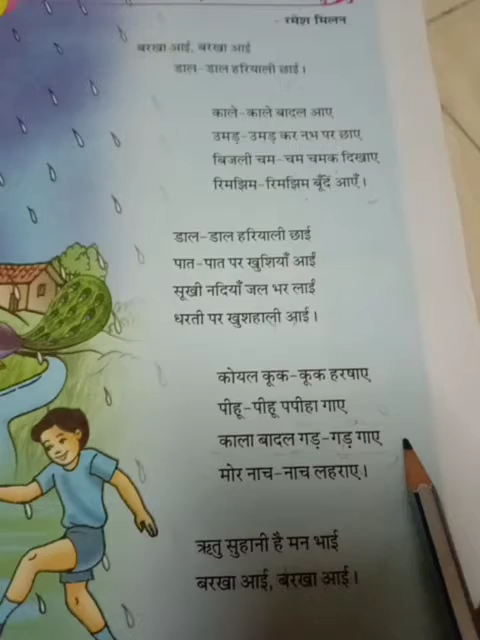 - रमेश मिलन
बरखा आई, बरखा आई
डाल-डाल हरियाली छाई।
काले-काले बादल आए
उमड़-उमड़ कर नभ पर छाए
बिजली चम-चम चमक दिखाए
रिमझिम-रिमझिम बूँदें आएँ।
डाल-डाल हरियाली छाई
पात-पात पर खुशियाँ आईं
सूखी नदियाँ जल भर लाईं
धरती पर खुशहाली आई।
कोयल कूक-कूक हरषाए
पीहू-पीहू पपीहा गाए
काला बादल गड़-गड़ गाए
मोर नाच-नाच लहराए।
ऋतु सुहानी है मन भाई
बरखा आई, बरखा आई।